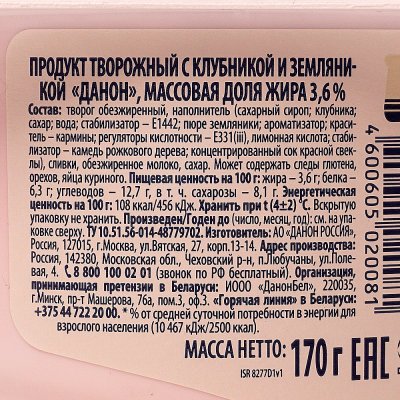 ПРОДУКТ ТВОРОЖНЫЙ С КЛУБНИКОЙ И ЗЕМЛЯНИ-
КОЙ «ДАНОН», МАССОВАЯ ДОЛЯ ЖИРА 3,6 %
Состав: творог обезжиренный, наполнитель (сахарный сироп; клубника;
сахар; вода; стабилизатор – Е1442; пюре земляники; ароматизатор; краси-
тель – кармины; регуляторы кислотности – Е331(iii), лимонная кислота; стаби-
лизатор – камедь рожкового дерева; концентрированный сок красной свек-
лы), сливки, обезжиренное молоко, сахар. Может содержать следы глютена,
орехов, яйца куриного. Пищевая ценность на 100 г: жира – 3,6 г; белка –
6,3 г; углеводов – 12,7 г, в т.ч. сахарозы – 8,1 г. Энергетическая
ценность на 100 г: 108 ккал/456 кДж. Хранить при t (4±2) °C. Вскрытую
упаковку не хранить. Произведен/Годен до (число, месяц, год): см. на упа-
ковке сверху. ТУ 10.51.56-014-48779702. Изготовитель: АО «ДАНОН РОССИЯ»,
Россия, 127015, г.Москва, ул.Вятская, 27, корп.13-14. Адрес производства:
Россия, 142380, Московская обл., Чеховский р-н, п.Любучаны, ул.Полевая,
4. 8 800 100 02 01 (звонок по РФ бесплатный). Организация,
принимающая претензии в Беларуси: ИООО «ДанонБел», 220035,
г.Минск, пр-т Машерова, 76а, пом.3, оф.3. «Горячая линия» в Беларуси:
+375 44 722 20 00. * % от средней суточной потребности в энергии для
взрослого населения (10 467 кДж/2500 ккал).
МАССА НЕТТО: 170 г ЕАС
ISR 8277D1v1
4 600605 020081